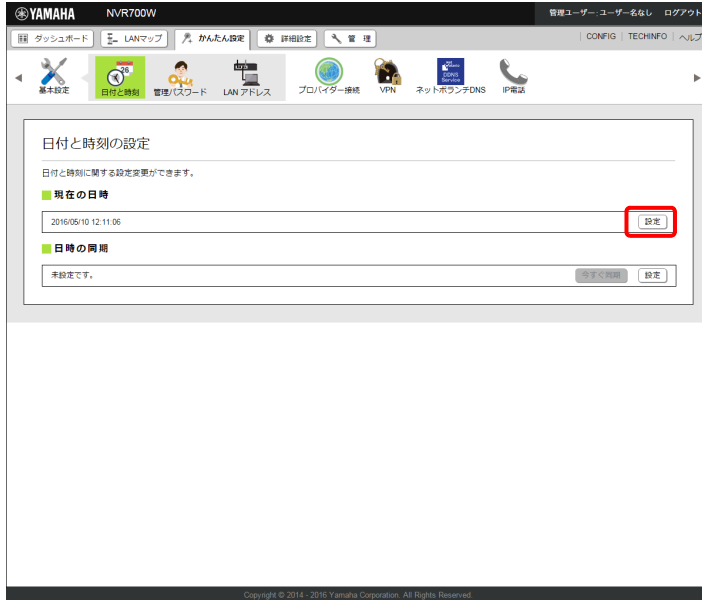 YAMAHA NVR700W 管理ユーザー:ユーザー名なし ログアウト
ダッシュボード LANマップ かんたん設定 詳細設定 管 理 CONFIG | TECHINFO | ヘルプ
26
DDNS
Service
基本設定 日付と時刻 管理パスワード LAN アドレス プロバイダー接続 VPN ネットボランチDNS IP電話
日付と時刻の設定
日付と時刻に関する設定変更ができます。
現在の日時
2016/05/10 12:11:06 設定
日時の同期
未設定です。 今すぐ同期 設定
Copyright © 2014 - 2016 Yamaha Corporation. All Rights Reserved.